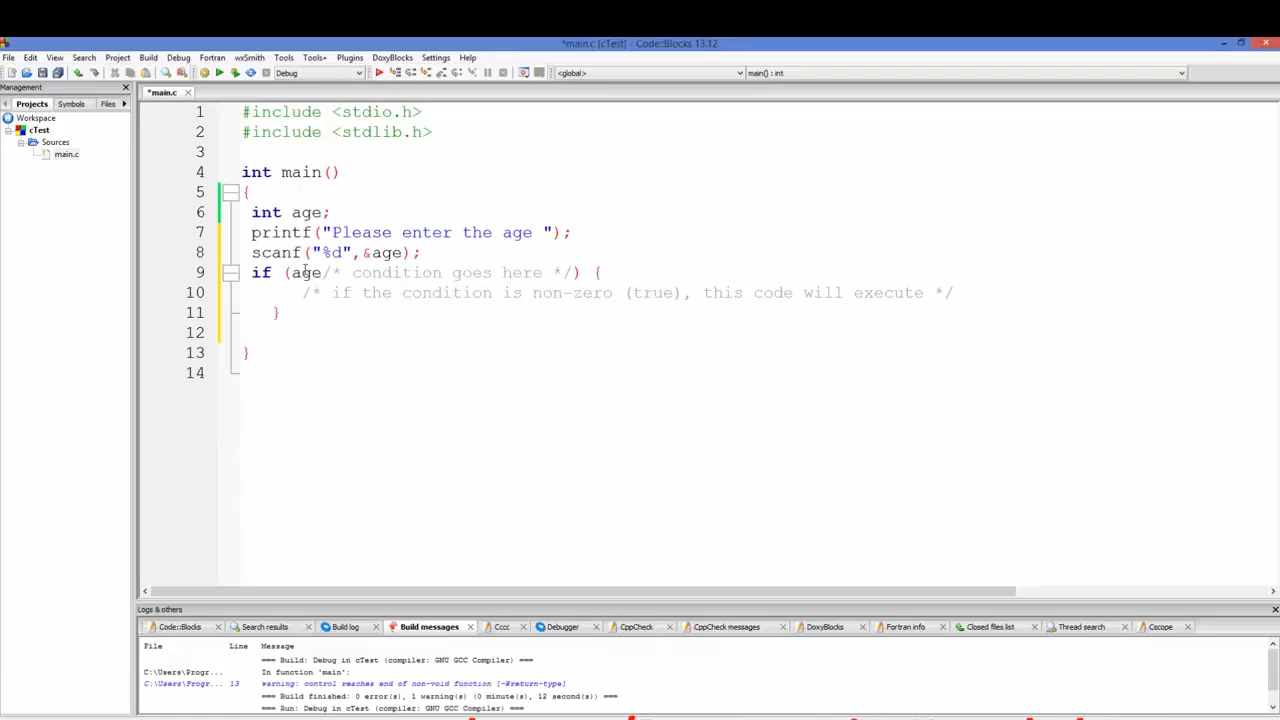 *main.c [cTest] - Code::Blocks 13.12
File Edit View Search Project Build Debug Fortran wxSmith Tools Tools+ Plugins DoxyBlocks Settings Help
Debug <global> main() : int
Management
*main.c
Projects Symbols Files
Workspace
cTest
Sources
main.c
1 #include <stdio.h>
2 #include <stdlib.h>
3
4 int main()
5 {
6 int age;
7 printf("Please enter the age ");
8 scanf("%d",&age);
9 if (age/* condition goes here */) {
10 /* if the condition is non-zero (true), this code will execute */
11 }
12
13 }
14
Logs & others
Code::Blocks Search results Build log Build messages Cccc Debugger CppCheck CppCheck messages DoxyBlocks Fortran info Closed files list Thread search Cscope
File Line Message
=== Build: Debug in cTest (compiler: GNU GCC Compiler) ===
C:\Users\Progr... In function 'main':
C:\Users\Progr... 13 warning: control reaches end of non-void function [-Wreturn-type]
=== Build finished: 0 error(s), 1 warning(s) (0 minute(s), 12 second(s)) ===
=== Run: Debug in cTest (compiler: GNU GCC Compiler) ===